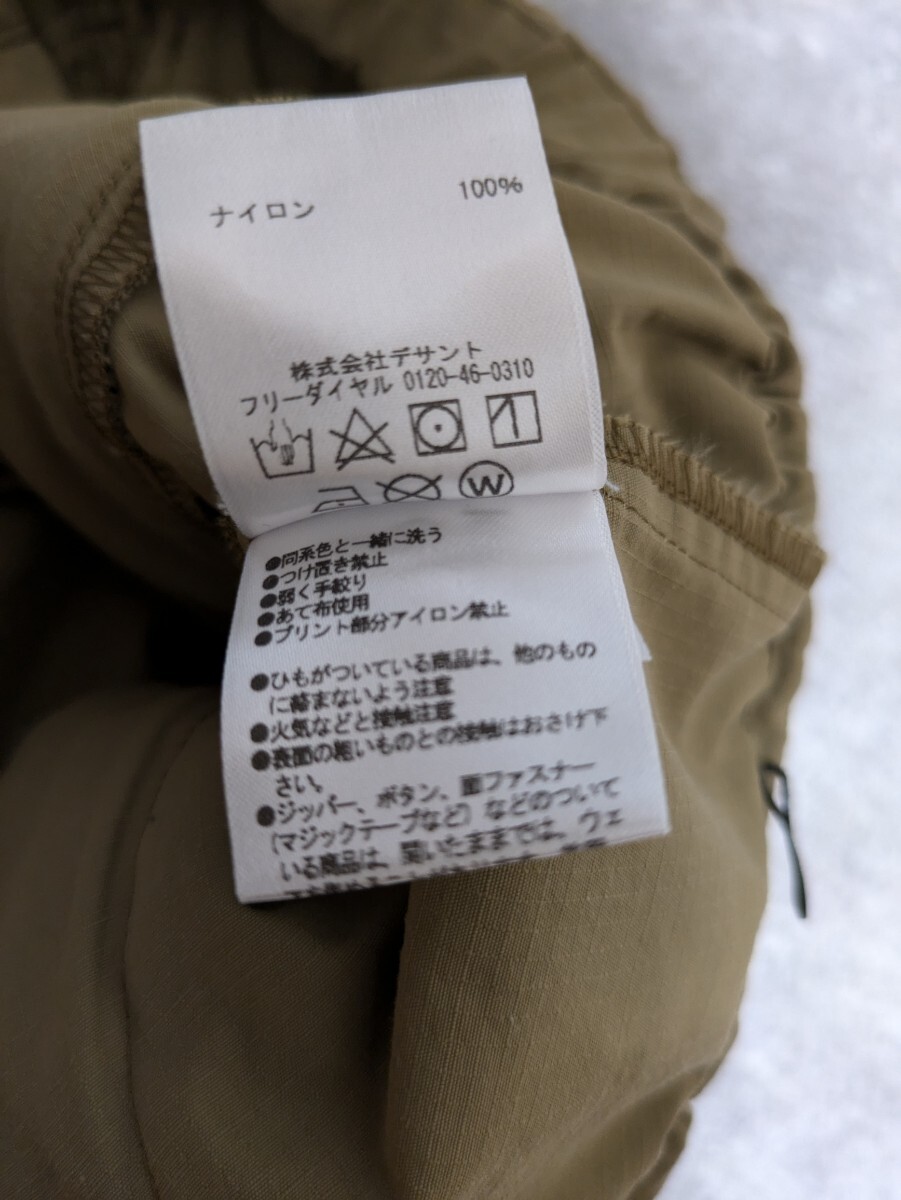 ナイロン 100%
株式会社デサント
フリーダイヤル 0120-46-0310
W
●同系色と一緒に洗う
●つけ置き禁止
●弱く手絞り
●あて布使用
●プリント部分アイロン禁止
●ひもがついている商品は、他のもの
に絡まないよう注意
●火気などと接触注意
●表面の粗いものとの接触はおさけ下
さい。
●ジッパー、ボタン、面ファスナー
(マジックテープなど)などのついて
いる商品は、開いたままでは、ウェ